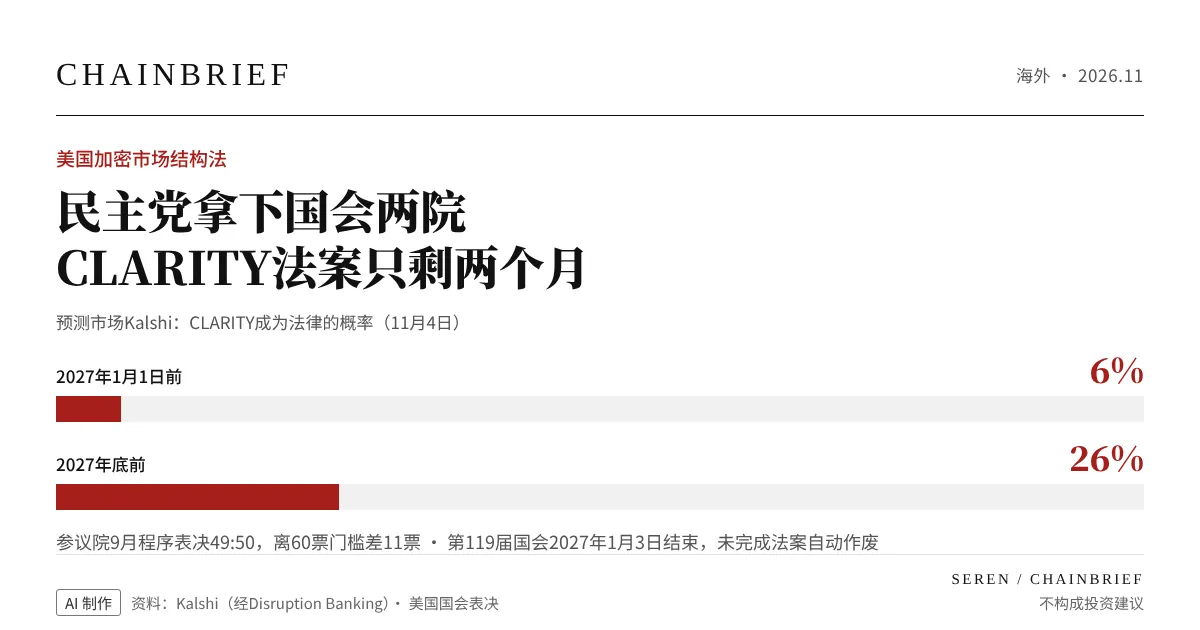 CHAINBRIEF
海外 · 2026.11
美国加密市场结构法
民主党拿下国会两院
CLARITY法案只剩两个月
预测市场Kalshi：CLARITY成为法律的概率（11月4日）
2027年1月1日前
6%
2027年底前
26%
参议院9月程序表决49:50，离60票门槛差11票 · 第119届国会2027年1月3日结束，未完成法案自动作废
SEREN / CHAINBRIEF
AI 制作 资料：Kalshi（经Disruption Banking）· 美国国会表决
不构成投资建议